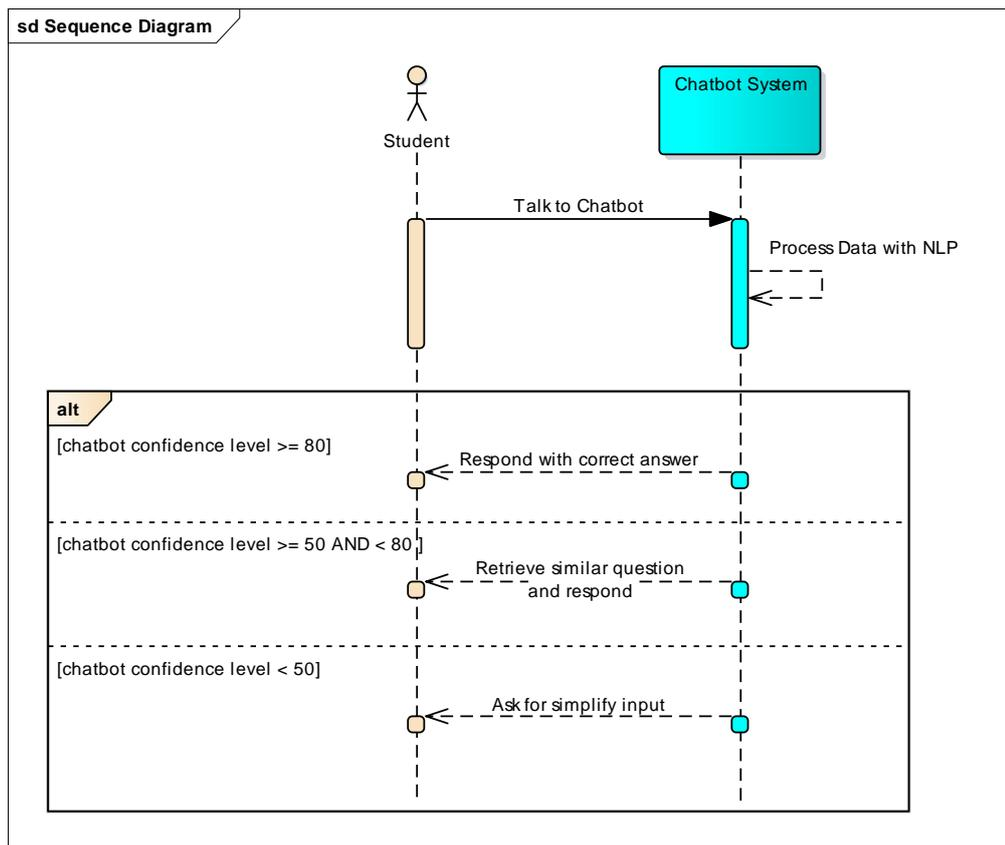 sd Sequence Diagram
Student
Chatbot System
Talk to Chatbot
Process Data with NLP
alt
[chatbot confidence level >= 80]
Respond with correct answer
[chatbot confidence level >= 50 AND < 80 ]
Retrieve similar question
and respond
[chatbot confidence level < 50]
Ask for simplify input